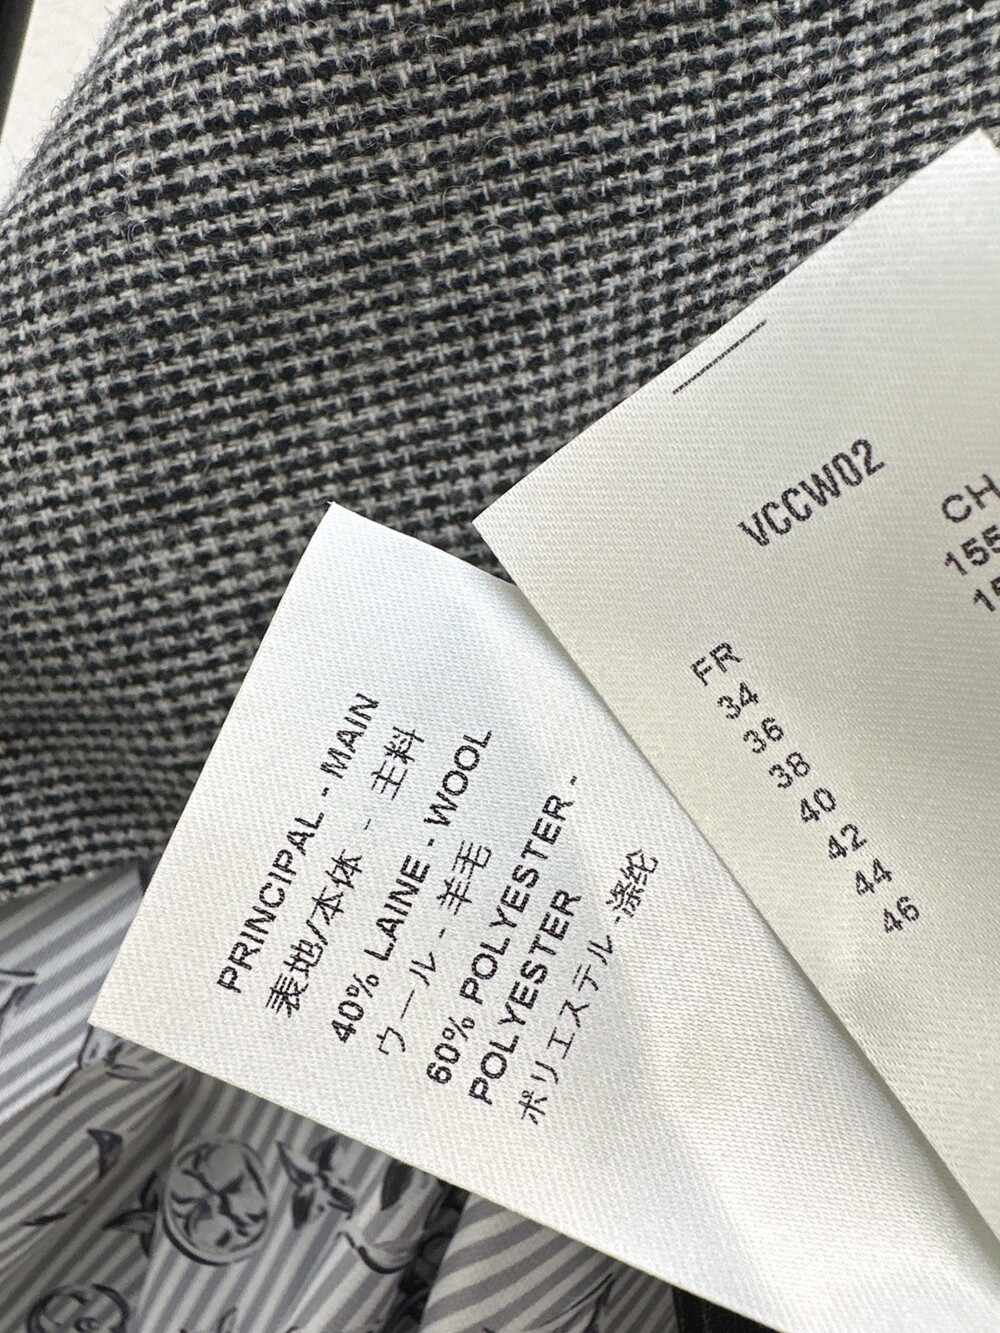 VCCW02
FR
34
36
38
40
42
44
46
CH
155
PRINCIPAL - MAIN
表地/本体 - 主料
40% LAINE - WOOL
ウール - 羊毛
60% POLYESTER -
POLYESTER
ポリエステル -涤纶